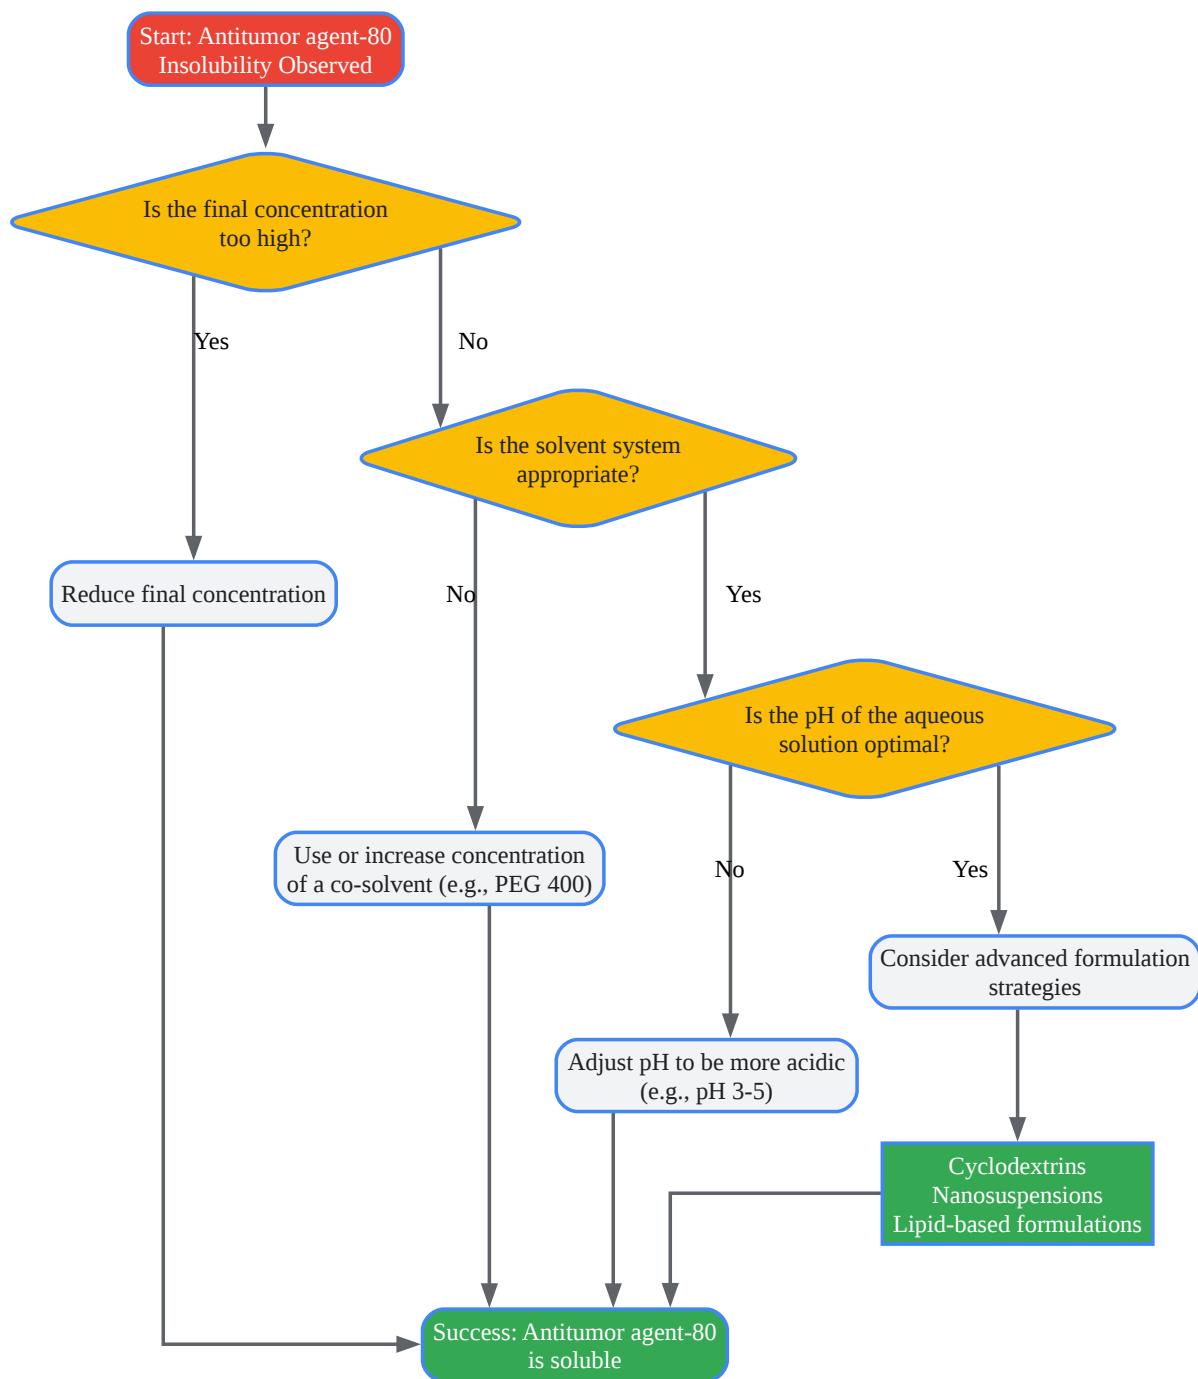 Start: Antitumor agent-80
Insolubility Observed
Is the final concentration
too high?
Yes
No
Is the solvent system
appropriate?
Reduce final concentration
No
Yes
Is the pH of the aqueous
solution optimal?
Use or increase concentration
of a co-solvent (e.g., PEG 400)
No
Yes
Consider advanced formulation
strategies
Adjust pH to be more acidic
(e.g., pH 3-5)
Cyclodextrins
Nanosuspensions
Lipid-based formulations
Success: Antitumor agent-80
is soluble